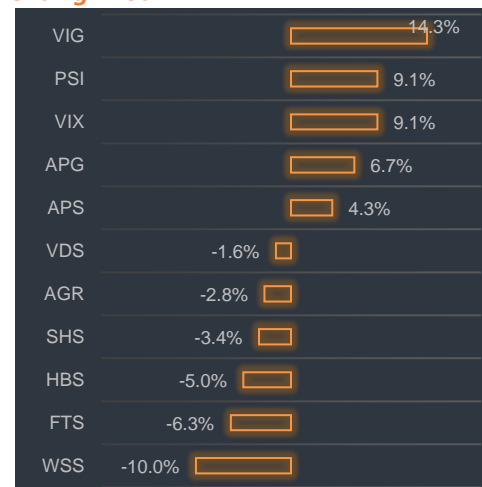 VIG 14.3%
PSI 9.1%
VIX 9.1%
APG 6.7%
APS 4.3%
VDS -1.6%
AGR -2.8%
SHS -3.4%
HBS -5.0%
FTS -6.3%
WSS -10.0%